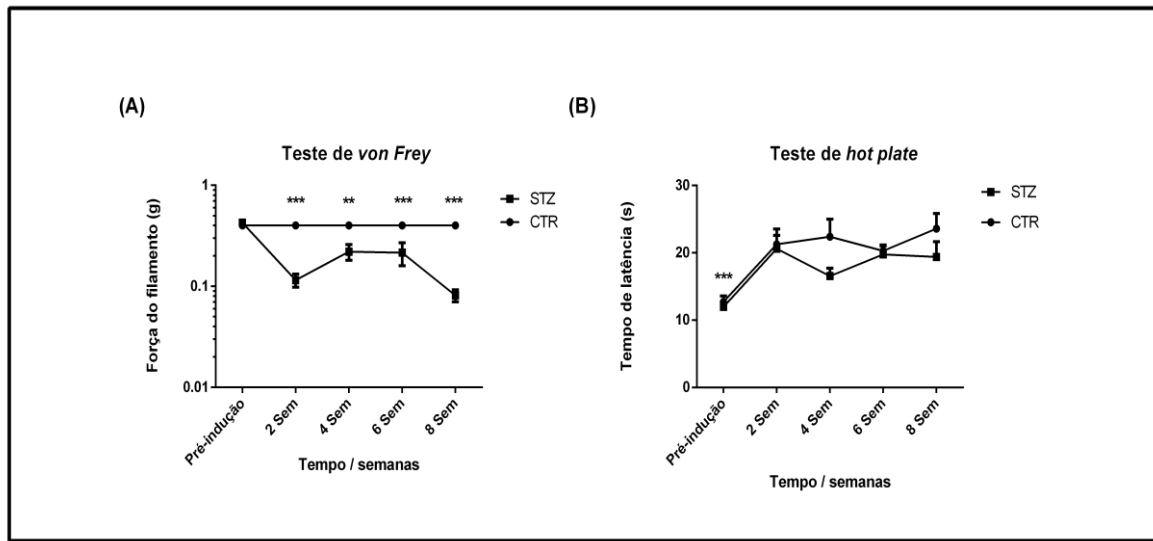 (A)
Teste de von Frey
Força do filamento (g)
1
0.1
0.01
*** ** *** ***
STZ
CTR
Pré-indução
2 Sem
4 Sem
6 Sem
8 Sem
Tempo / semanas
(B)
Teste de hot plate
Tempo de latência (s)
30
20
10
0
***
STZ
CTR
Pré-indução
2 Sem
4 Sem
6 Sem
8 Sem
Tempo / semanas